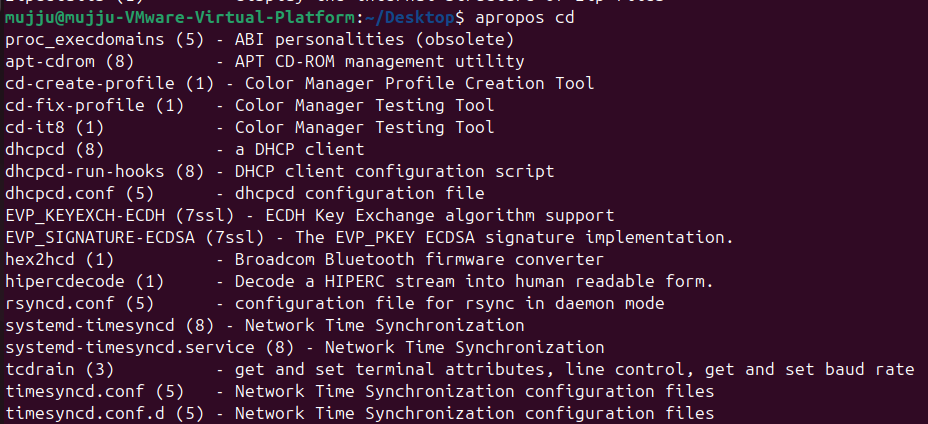 mujju@mujju-VMware-Virtual-Platform:~/Desktop$ apropos cd
proc_execdomains (5) - ABI personalities (obsolete)
apt-cdrom (8)        - APT CD-ROM management utility
cd-create-profile (1) - Color Manager Profile Creation Tool
cd-fix-profile (1)   - Color Manager Testing Tool
cd-it8 (1)           - Color Manager Testing Tool
dhcpcd (8)           - a DHCP client
dhcpcd-run-hooks (8) - DHCP client configuration script
dhcpcd.conf (5)      - dhcpcd configuration file
EVP_KEYEXCH-ECDH (7ssl) - ECDH Key Exchange algorithm support
EVP_SIGNATURE-ECDSA (7ssl) - The EVP_PKEY ECDSA signature implementation.
hex2hcd (1)          - Broadcom Bluetooth firmware converter
hipercdecode (1)     - Decode a HIPERC stream into human readable form.
rsyncd.conf (5)      - configuration file for rsync in daemon mode
systemd-timesyncd (8) - Network Time Synchronization
systemd-timesyncd.service (8) - Network Time Synchronization
tcdrain (3)          - get and set terminal attributes, line control, get and set baud rate
timesyncd.conf (5)   - Network Time Synchronization configuration files
timesyncd.conf.d (5) - Network Time Synchronization configuration files